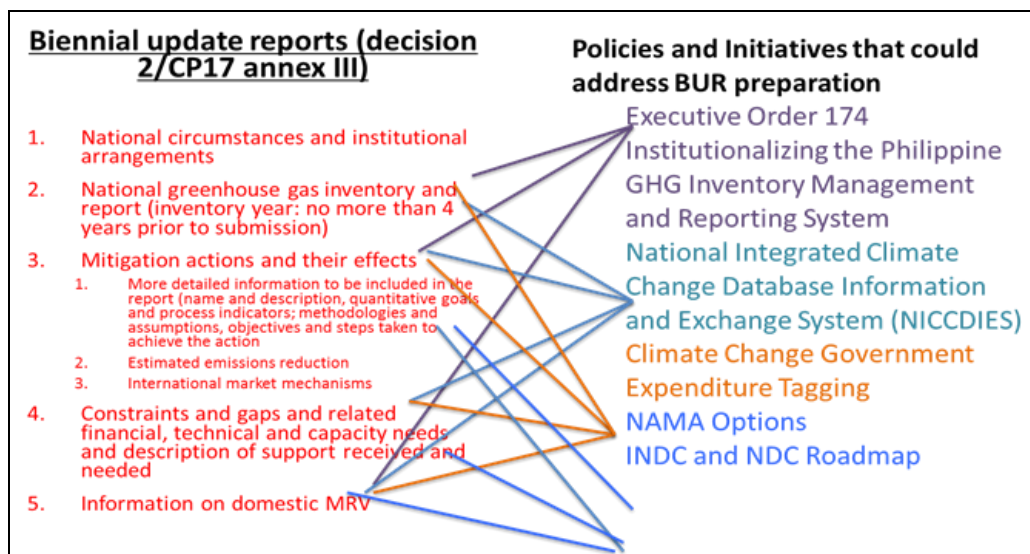 Biennial update reports (decision
2/CP17 annex III)
1. National circumstances and institutional
arrangements
2. National greenhouse gas inventory and
report (inventory year: no more than 4
years prior to submission)
3. Mitigation actions and their effects
1. More detailed information to be included in the
report (name and description, quantitative goals
and process indicators; methodologies and
assumptions, objectives and steps taken to
achieve the action
2. Estimated emissions reduction
3. International market mechanisms
4. Constraints and gaps and related
financial, technical and capacity needs
and description of support received and
needed
5. Information on domestic MRV
Policies and Initiatives that could
address BUR preparation
Executive Order 174
Institutionalizing the Philippine
GHG Inventory Management
and Reporting System
National Integrated Climate
Change Database Information
and Exchange System (NICCDIES)
Climate Change Government
Expenditure Tagging
NAMA Options
INDC and NDC Roadmap